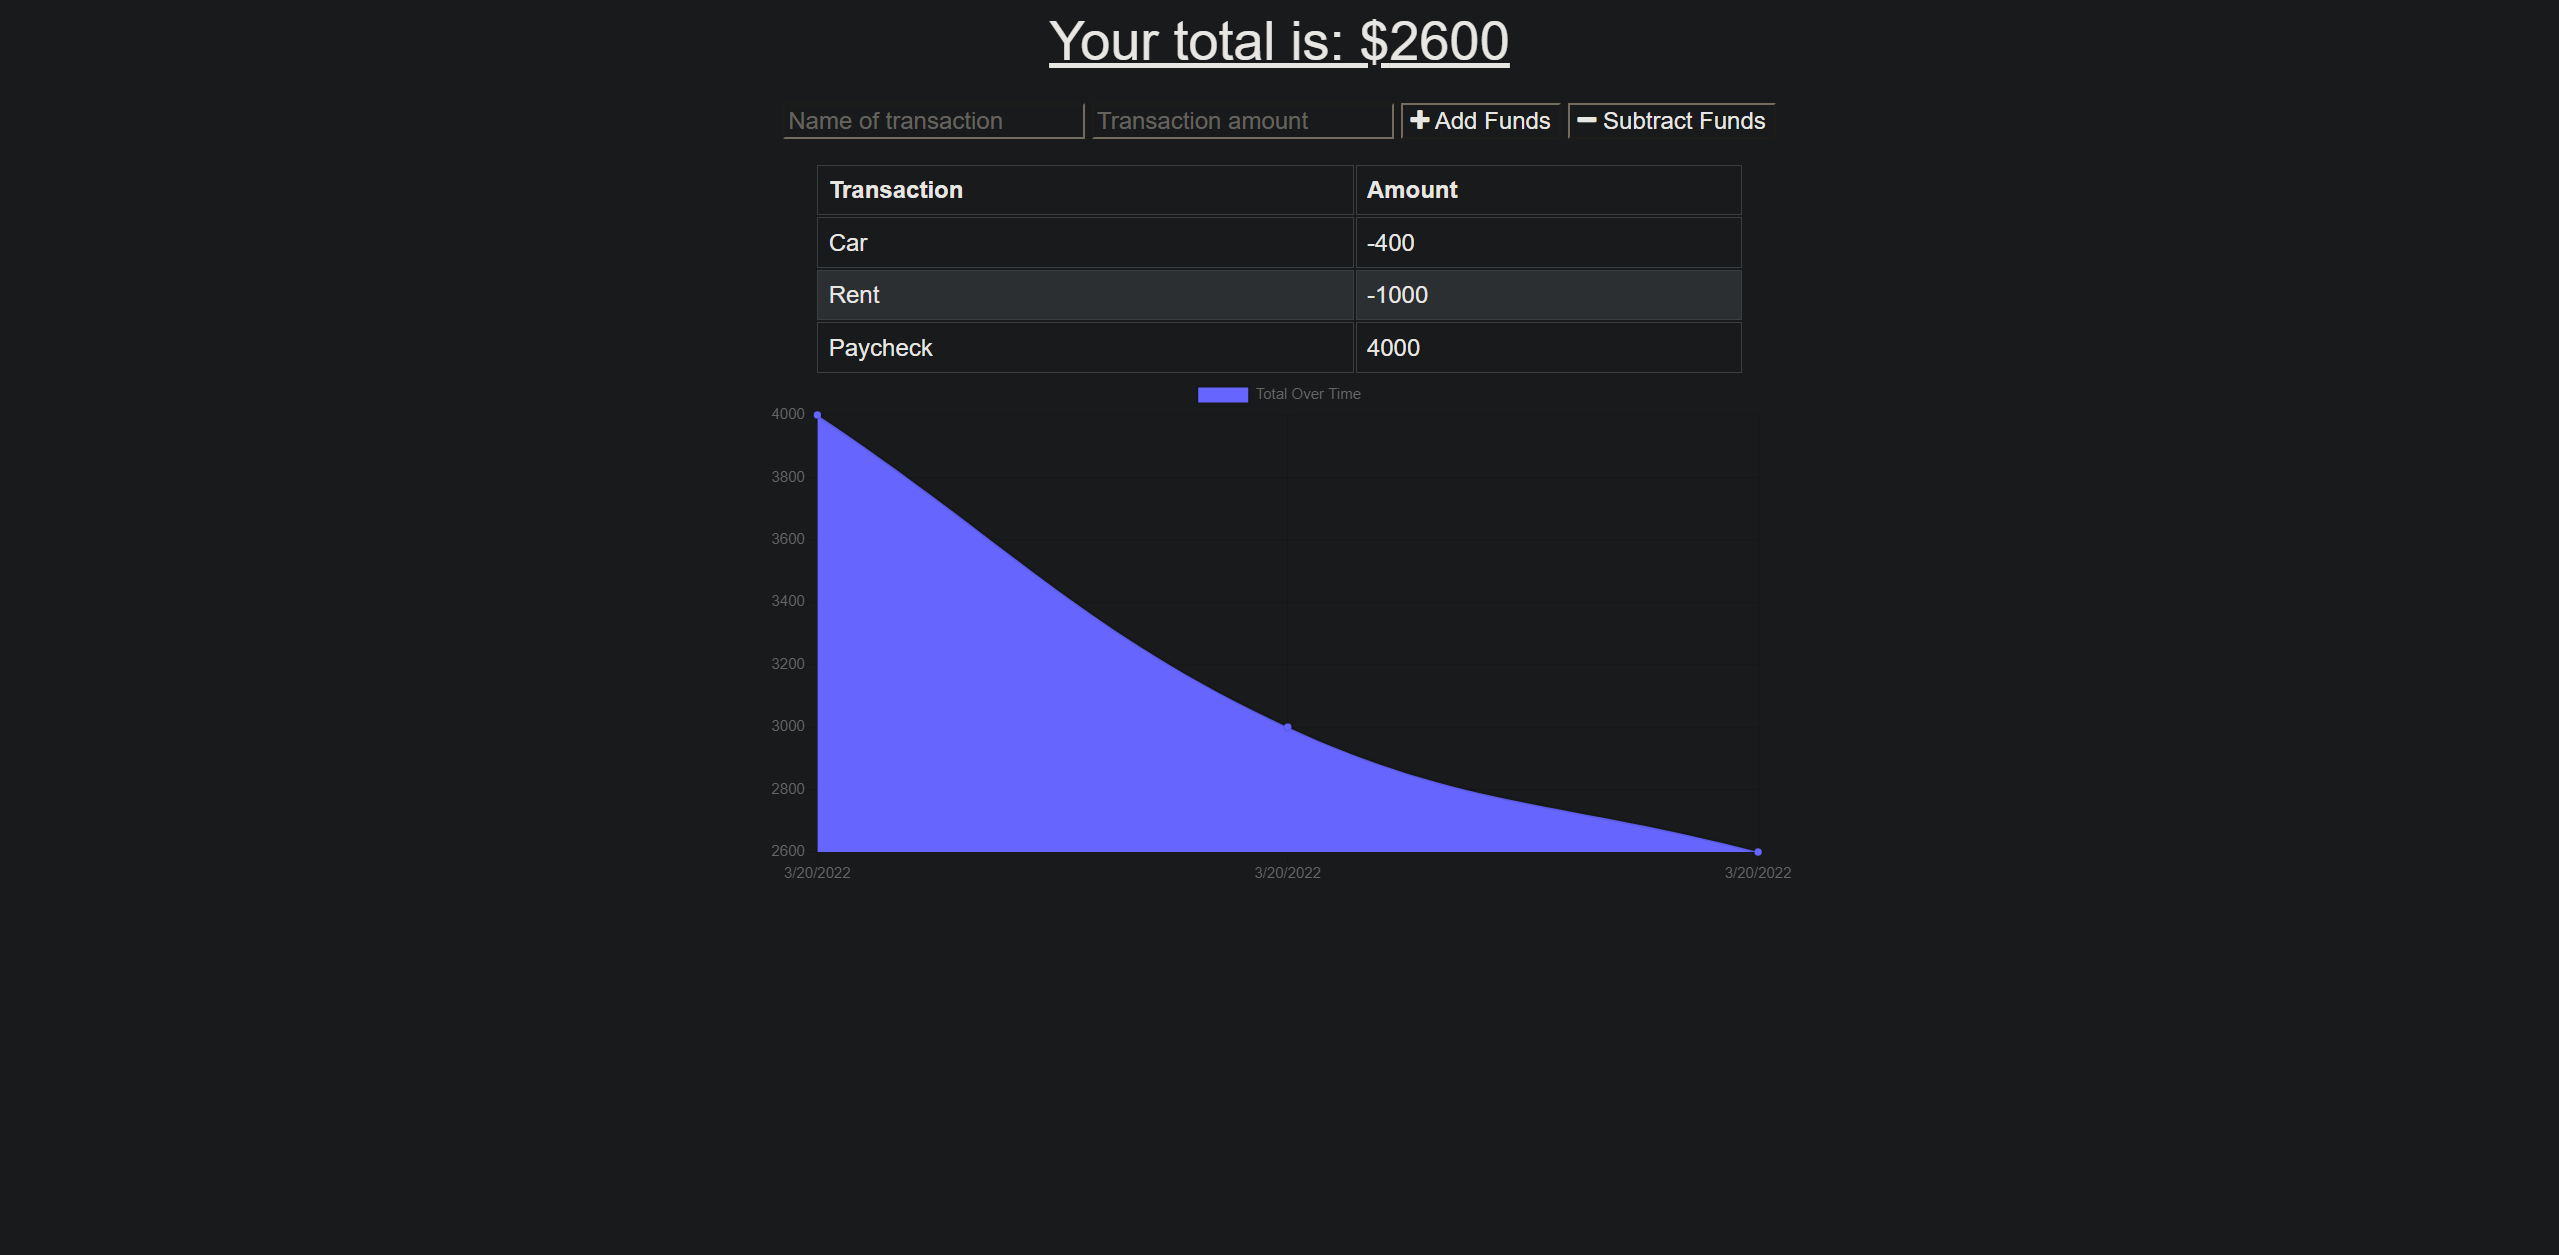 Your total is: $2600
Name of transaction Transaction amount Add Funds Subtract Funds
Transaction Amount
Car -400
Rent -1000
Paycheck 4000
Total Over Time
4000
3800
3600
3400
3200
3000
2800
2600
3/20/2022 3/20/2022 3/20/2022